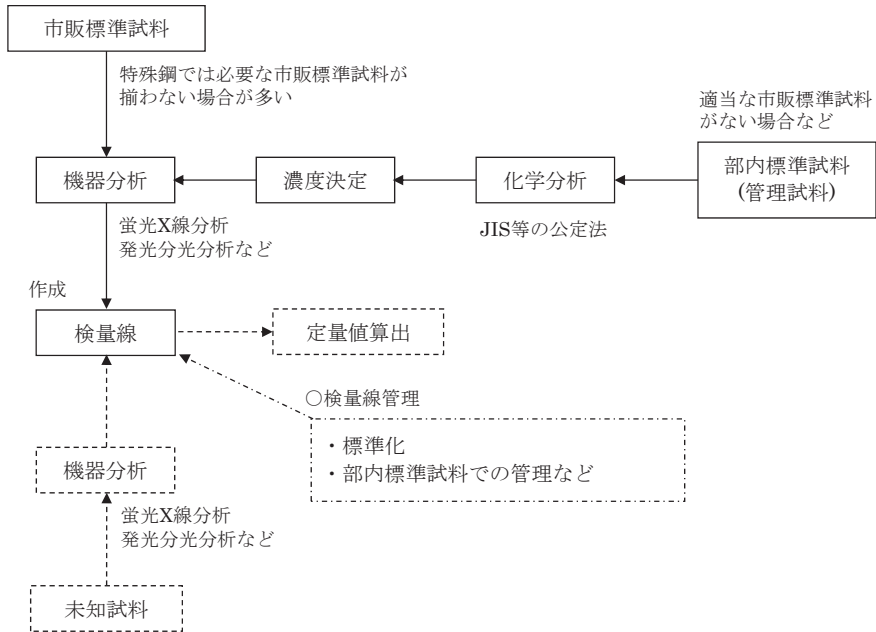 市販標準試料
特殊鋼では必要な市販標準試料が
揃わない場合が多い
適当な市販標準試料
がない場合など
機器分析
濃度決定
化学分析
部内標準試料
(管理試料)
蛍光X線分析
発光分光分析など
JIS等の公定法
作成
検量線
定量値算出
○検量線管理
・標準化
・部内標準試料での管理など
機器分析
蛍光X線分析
発光分光分析など
未知試料